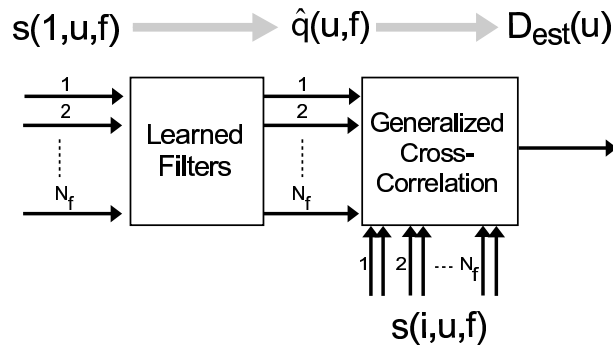 s(1,u,f)
q̂(u,f)
D_est(u)
1
2
N_f
Learned
Filters
1
2
N_f
Generalized
Cross-
Correlation
1
2
N_f
s(i,u,f)